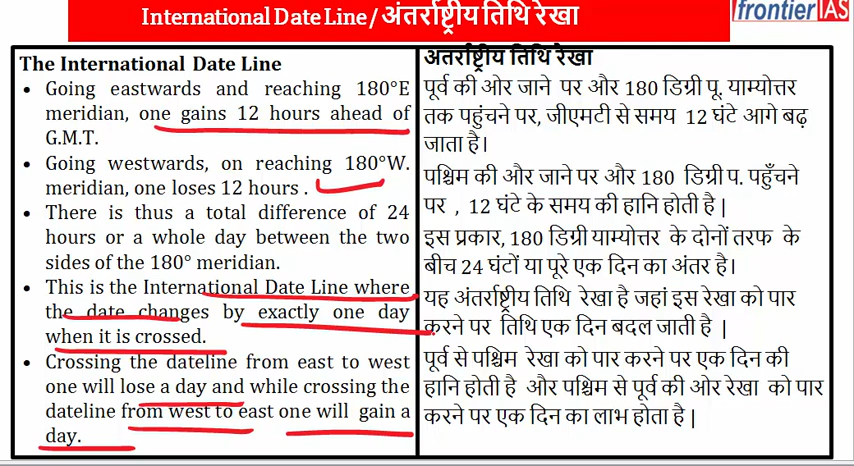 International Date Line/अंतर्राष्ट्रीय तिथि रेखा
frontier IAS
The International Date Line
• Going eastwards and reaching 180°E
meridian, one gains 12 hours ahead of
G.M.T.
• Going westwards, on reaching 180°W.
meridian, one loses 12 hours .
• There is thus a total difference of 24
hours or a whole day between the two
sides of the 180° meridian.
• This is the International Date Line where
the date changes by exactly one day
when it is crossed.
• Crossing the dateline from east to west
one will lose a day and while crossing the
dateline from west to east one will gain a
day.
अंतर्राष्ट्रीय तिथि रेखा
पूर्व की ओर जाने पर और 180 डिग्री पू. याम्योत्तर
तक पहुंचने पर, जीएमटी से समय 12 घंटे आगे बढ़
जाता है।
पश्चिम की और जाने पर और 180 डिग्री प. पहुँचने
पर , 12 घंटे के समय की हानि होती है |
इस प्रकार, 180 डिग्री याम्योत्तर के दोनों तरफ के
बीच 24 घंटों या पूरे एक दिन का अंतर है।
यह अंतर्राष्ट्रीय तिथि रेखा है जहां इस रेखा को पार
करने पर तिथि एक दिन बदल जाती है |
पूर्व से पश्चिम रेखा को पार करने पर एक दिन की
हानि होती है और पश्चिम से पूर्व की ओर रेखा को पार
करने पर एक दिन का लाभ होता है |